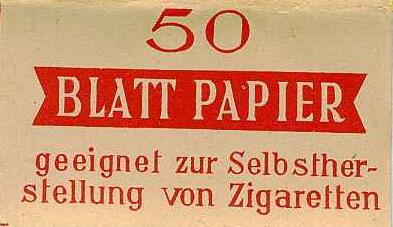 50
BLATT PAPIER
geeignet zur Selbsther-
stellung von Zigaretten